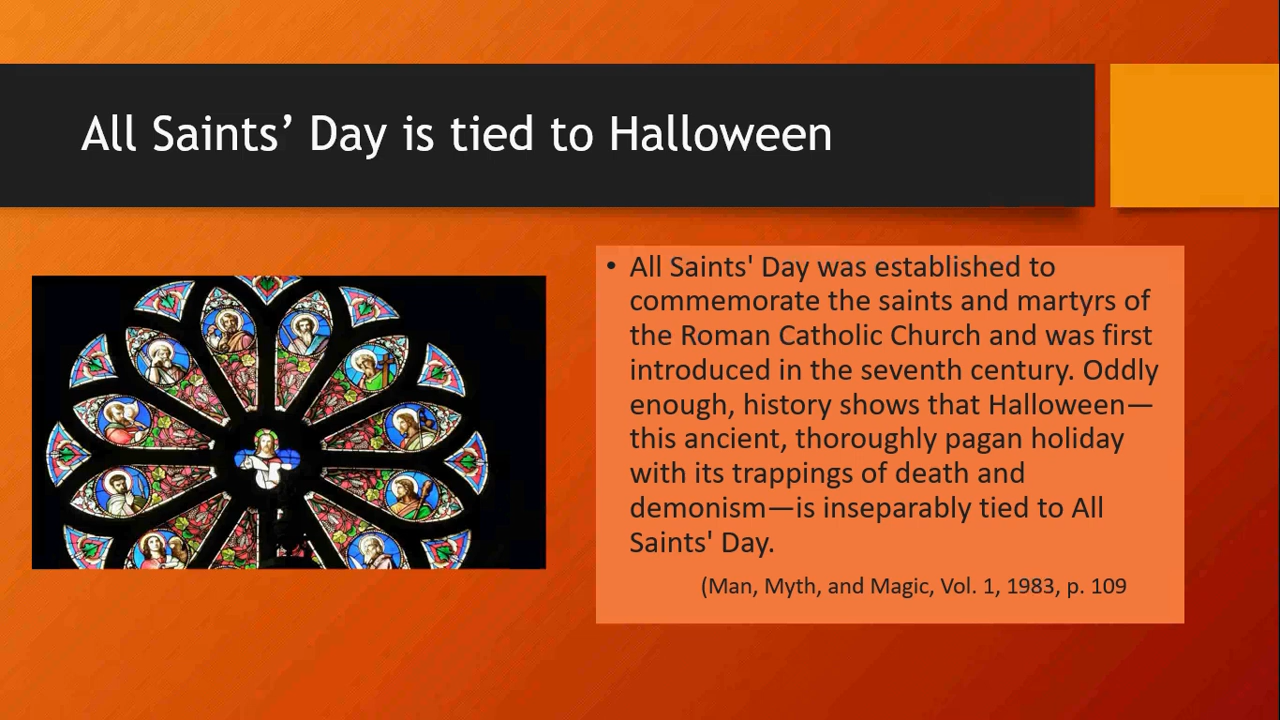 All Saints’ Day is tied to Halloween
• All Saints' Day was established to
commemorate the saints and martyrs of
the Roman Catholic Church and was first
introduced in the seventh century. Oddly
enough, history shows that Halloween—
this ancient, thoroughly pagan holiday
with its trappings of death and
demonism—is inseparably tied to All
Saints' Day.
(Man, Myth, and Magic, Vol. 1, 1983, p. 109